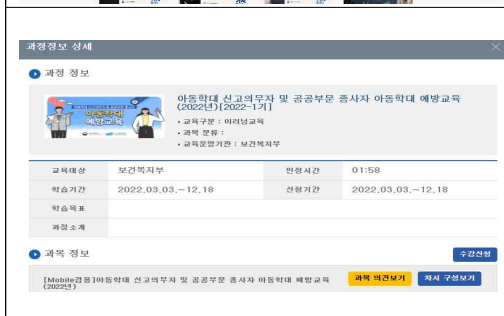 과정정보 상세
과정 정보
아동학대 예방교육
아동학대 신고의무자 및 공공부문 종사자 아동학대 예방교육
(2022년)[2022-1기]
• 교육구분 : 이러닝교육
• 과목 분류 :
• 교육운영기관 : 보건복지부
교육대상 보건복지부 인정시간 01:58
학습기간 2022.03.03.~12.18 신청기간 2022.03.03.~12.18
학습목표
과정소개
과목 정보
수강신청
[Mobile겸용]아동학대 신고의무자 및 공공부문 종사자 아동학대 예방교육
(2022년)
과목 의견보기 차시 구성보기